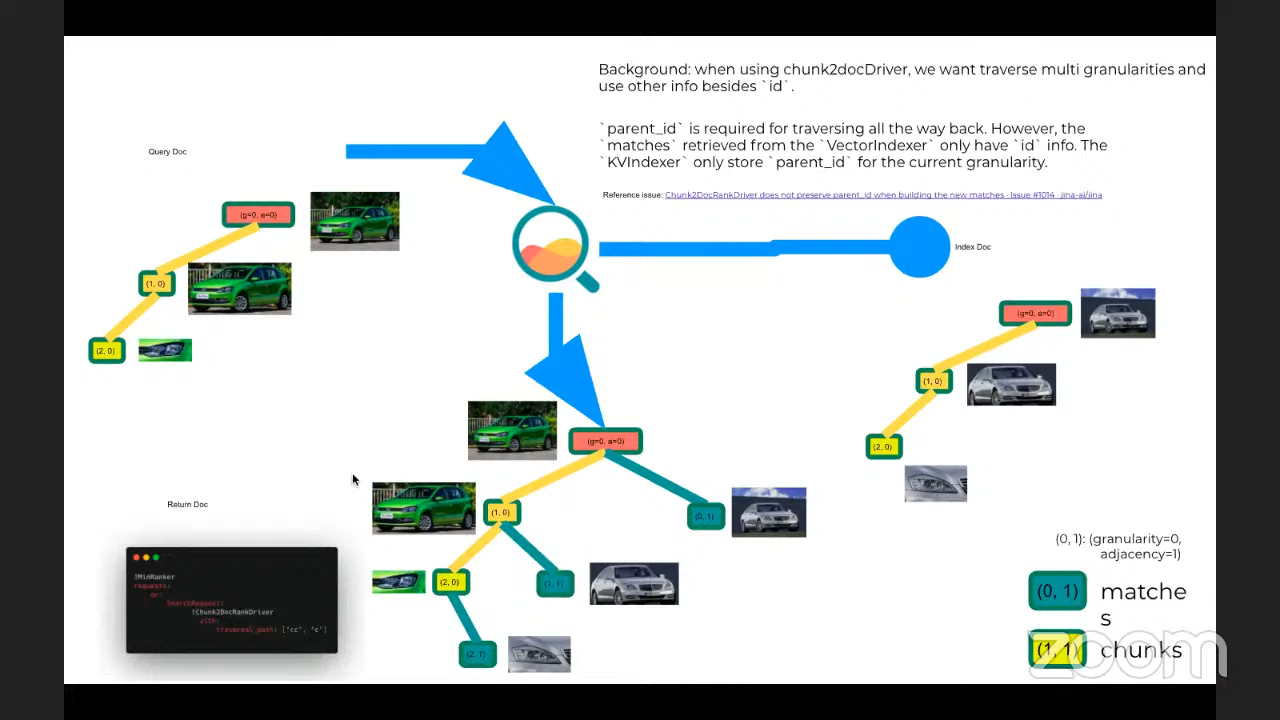 Background: when using chunk2docDriver, we want traverse multi granularities and
use other info besides `id`.
`parent_id` is required for traversing all the way back. However, the
`matches` retrieved from the `VectorIndexer` only have `id` info. The
`KVIndexer` only store `parent_id` for the current granularity.
Reference issue: Chunk2DocRankDriver does not preserve parent_id when building the new matches · Issue #1014 · jina-ai/jina
Query Doc
(g=0, a=0)
(1, 0)
(2, 0)
Index Doc
(g=0, a=0)
(1, 0)
(2, 0)
(g=0, a=0)
(1, 0)
(0, 1)
(2, 0)
(1, 1)
(2, 1)
Return Doc
!MinRanker
requests:
on:
!Chunk2DocRankDriver
with:
traversal_path: ['cc', 'c']
(0, 1): (granularity=0,
adjacency=1)
(0, 1)
matche
s
(1, 1)
chunks
zoom